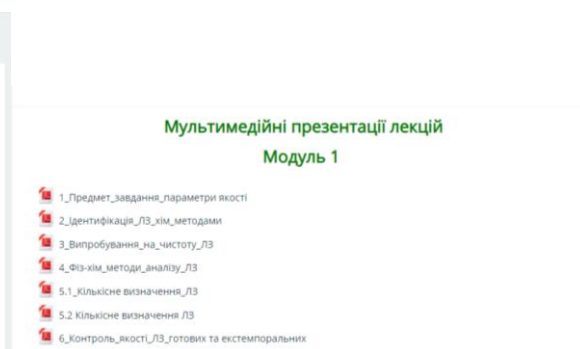 Мультимедійні презентації лекцій
Модуль 1
1_Предмет_завдання_параметри якості
2_Ідентифікація_ЛЗ_хім_методами
3_Випробування_на_чистоту_ЛЗ
4_Фіз-хім_методи_аналізу_ЛЗ
5.1_Кількісне визначення_ЛЗ
5.2 Кількісне визначення ЛЗ
6_Контроль_якості_ЛЗ_готових та екстемпоральних